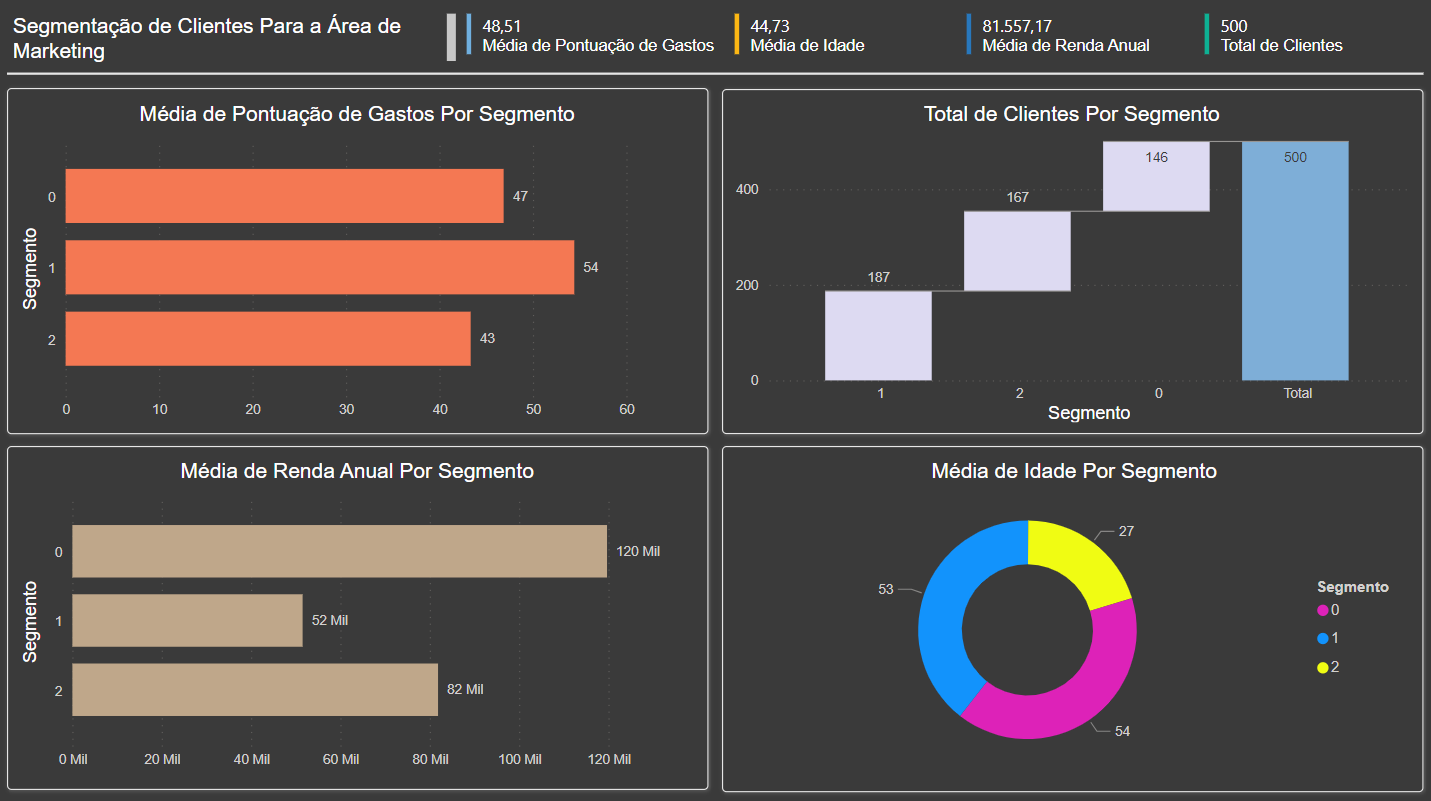 Segmentação de Clientes Para a Área de
Marketing
48,51
Média de Pontuação de Gastos
44,73
Média de Idade
81.557,17
Média de Renda Anual
500
Total de Clientes
Média de Pontuação de Gastos Por Segmento
Segmento
0
47
1
54
2
43
0 10 20 30 40 50 60
Total de Clientes Por Segmento
400
200
0
187
167
146
500
1 2 0 Total
Segmento
Média de Renda Anual Por Segmento
Segmento
0
120 Mil
1
52 Mil
2
82 Mil
0 Mil 20 Mil 40 Mil 60 Mil 80 Mil 100 Mil 120 Mil
Média de Idade Por Segmento
27
53
54
Segmento
0
1
2